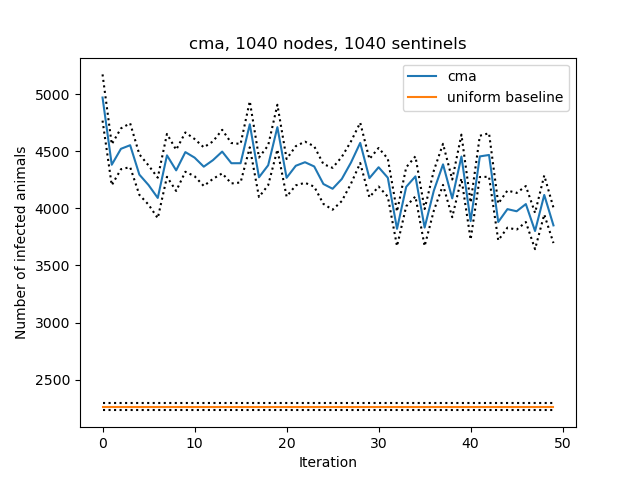 cma, 1040 nodes, 1040 sentinels
cma
uniform baseline
Number of infected animals
5000
4500
4000
3500
3000
2500
0
10
20
30
40
50
Iteration